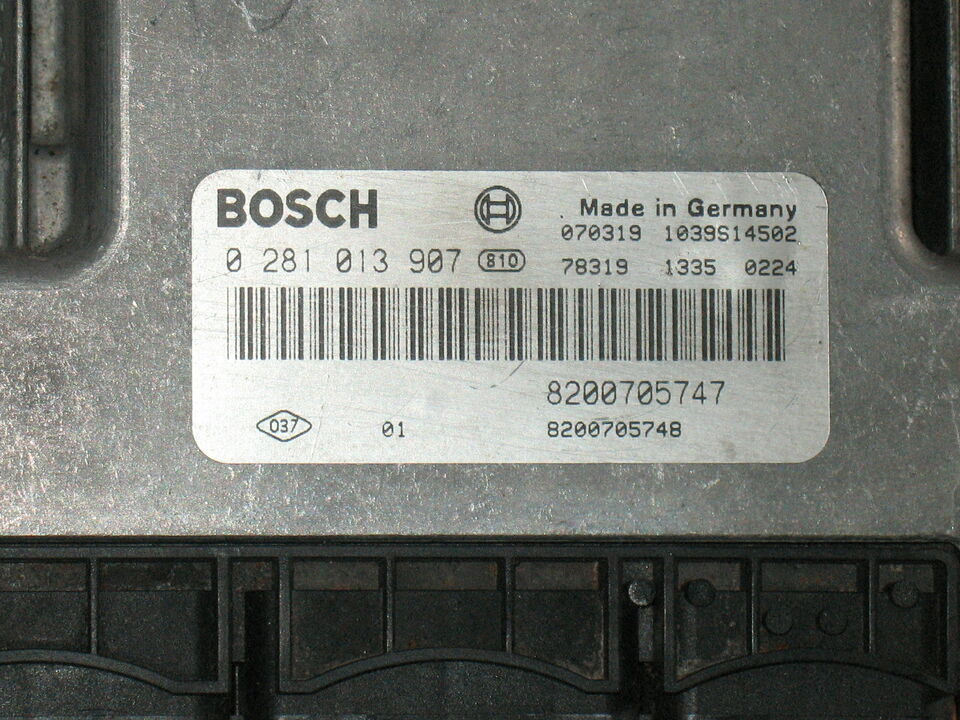 BOSCH Made in Germany
070319 1039S14502
0 281 013 907 810 78319 1335 0224
8200705747
037 01 8200705748